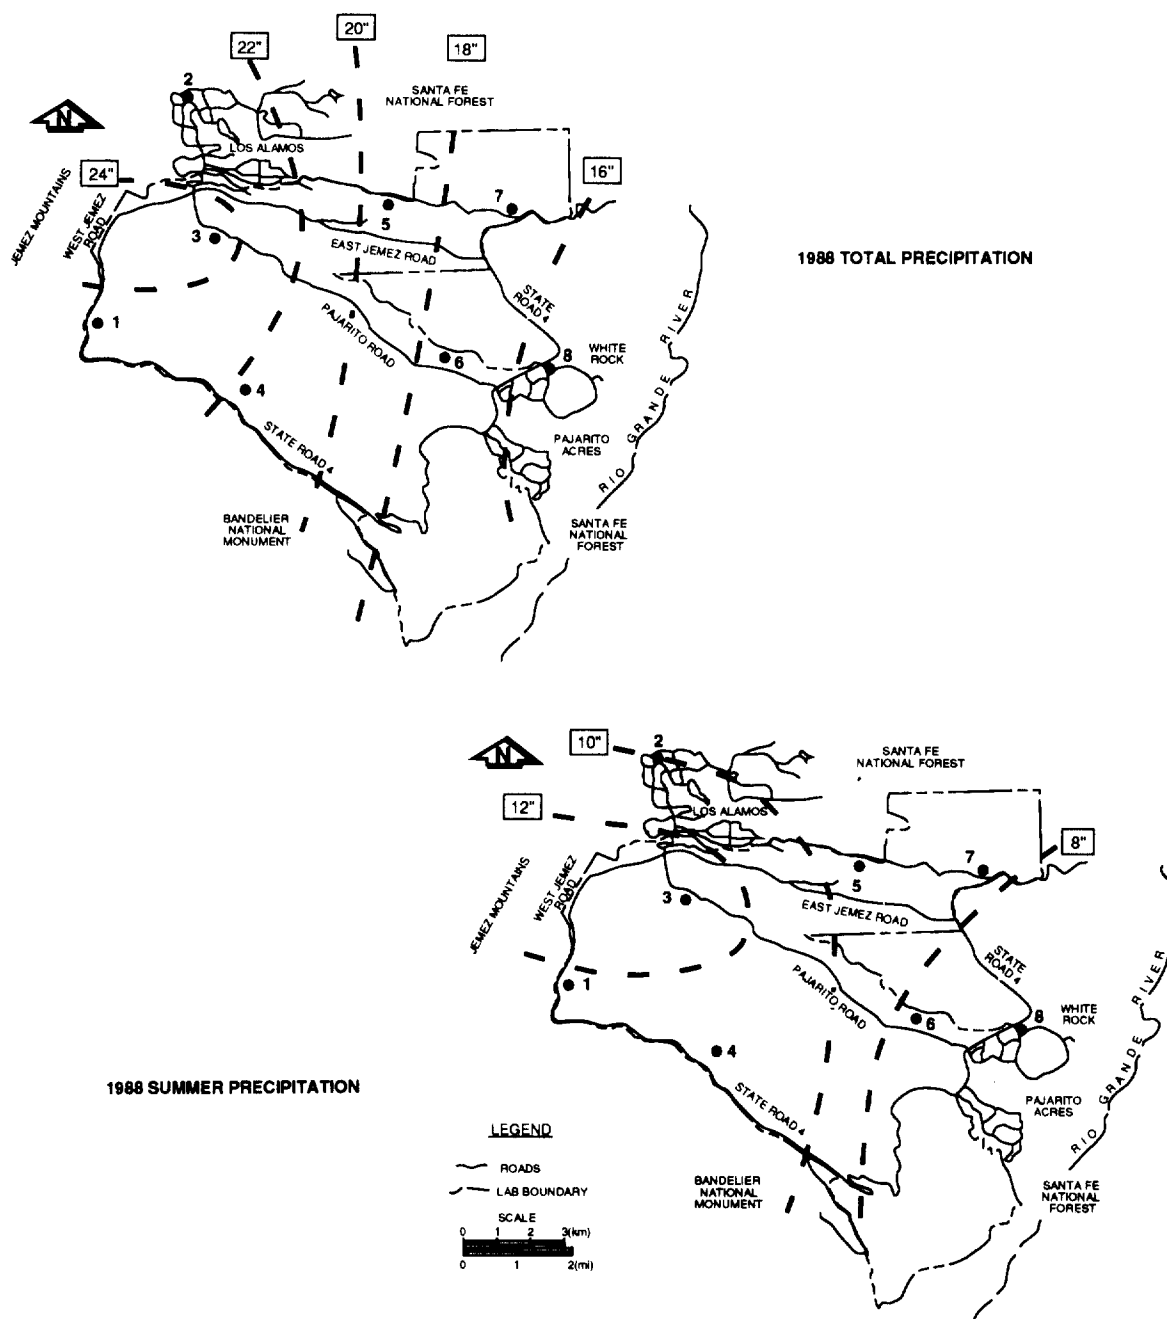 20"
22"
18"
2
SANTA FE
NATIONAL FOREST
N
LOS ALAMOS
24"
16"
JEMEZ MOUNTAINS
WEST JEMEZ
ROAD
7
5
3
EAST JEMEZ ROAD
1988 TOTAL PRECIPITATION
STATE
ROAD 4
PAJARITO ROAD
1
6
WHITE
ROCK
8
4
RIO GRANDE RIVER
STATE ROAD 4
PAJARITO
ACRES
BANDELIER
NATIONAL
MONUMENT
SANTA FE
NATIONAL
FOREST
10"
2
N
SANTA FE
NATIONAL FOREST
12"
LOS ALAMOS
8"
7
5
JEMEZ MOUNTAINS
WEST JEMEZ
ROAD
3
EAST JEMEZ ROAD
STATE
ROAD 4
PAJARITO ROAD
1
6
8
WHITE
ROCK
4
RIO GRANDE RIVER
1988 SUMMER PRECIPITATION
STATE ROAD 4
PAJARITO
ACRES
LEGEND
ROADS
LAB BOUNDARY
BANDELIER
NATIONAL
MONUMENT
SANTA FE
NATIONAL
FOREST
SCALE
0 1 2 3(km)
0 1 2(mi)